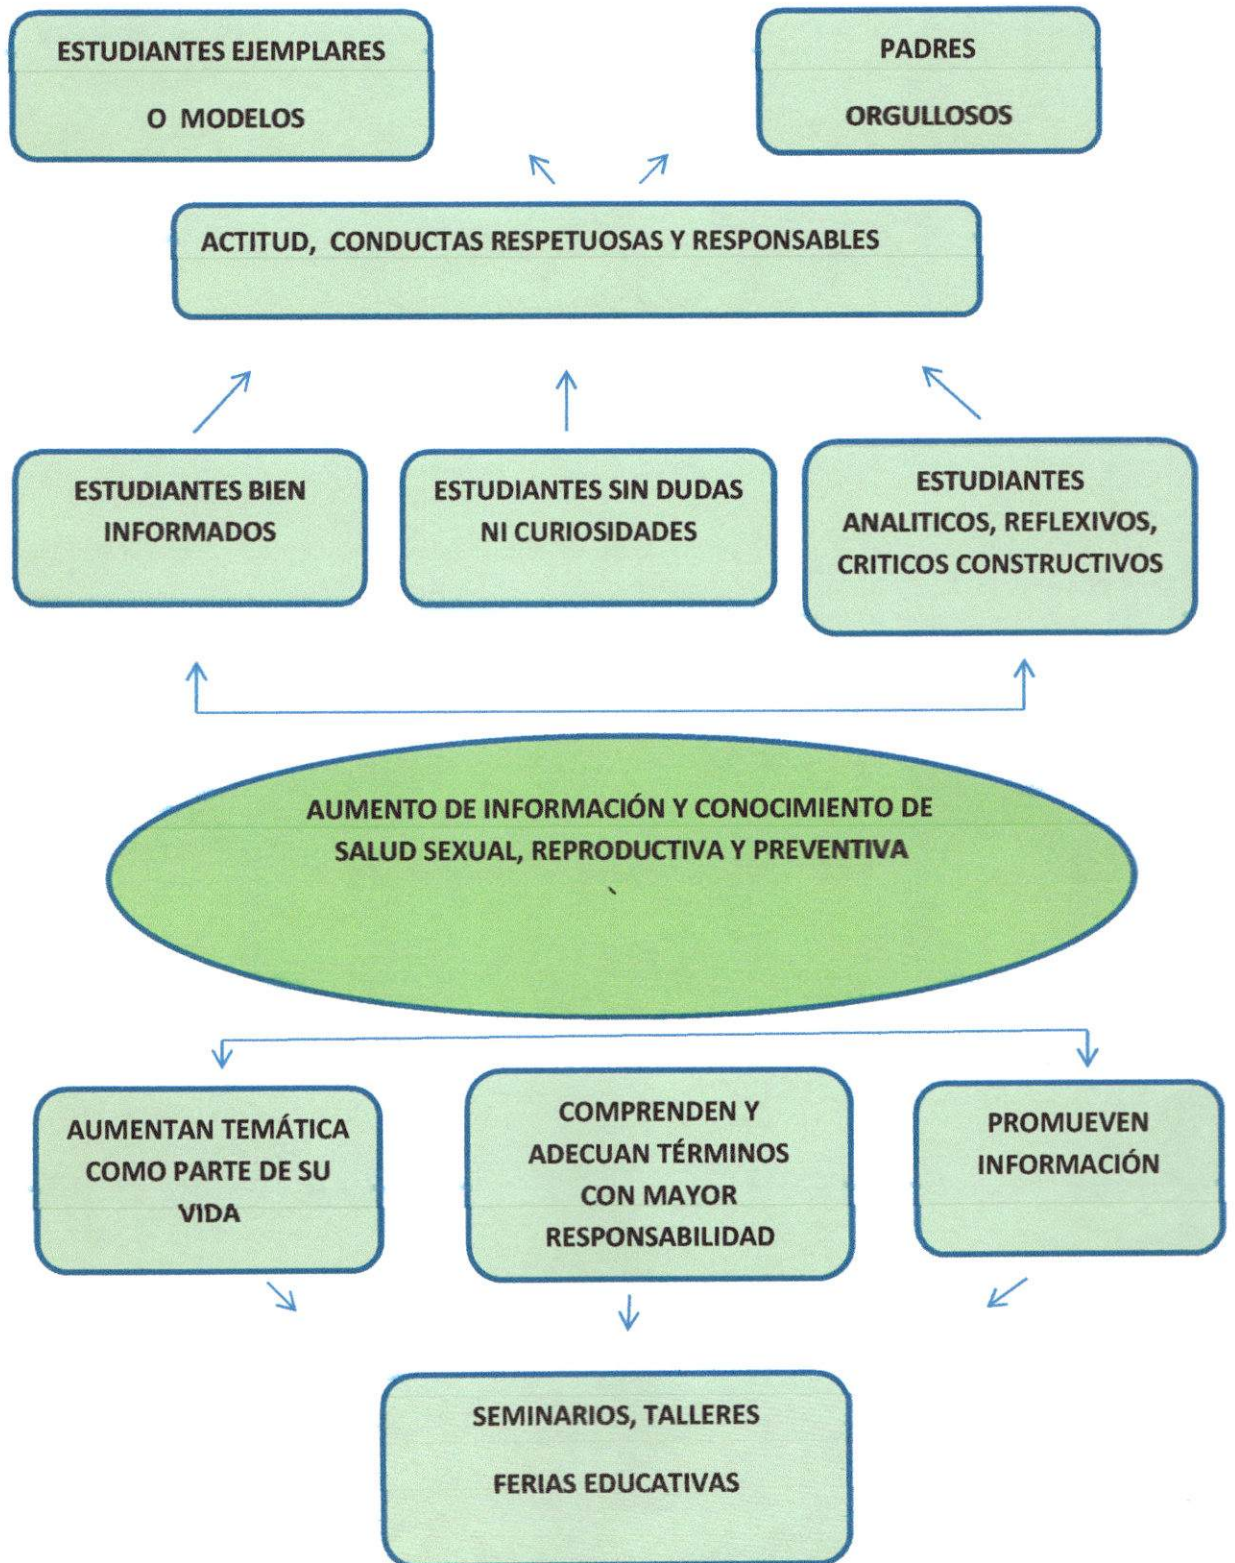 ESTUDIANTES EJEMPLARES
O MODELOS
PADRES
ORGULLOSOS
ACTITUD, CONDUCTAS RESPETUOSAS Y RESPONSABLES
ESTUDIANTES BIEN
INFORMADOS
ESTUDIANTES SIN DUDAS
NI CURIOSIDADES
ESTUDIANTES
ANALITICOS, REFLEXIVOS,
CRITICOS CONSTRUCTIVOS
AUMENTO DE INFORMACIÓN Y CONOCIMIENTO DE
SALUD SEXUAL, REPRODUCTIVA Y PREVENTIVA
AUMENTAN TEMÁTICA
COMO PARTE DE SU
VIDA
COMPRENDEN Y
ADECUAN TÉRMINOS
CON MAYOR
RESPONSABILIDAD
PROMUEVEN
INFORMACIÓN
SEMINARIOS, TALLERES
FERIAS EDUCATIVAS